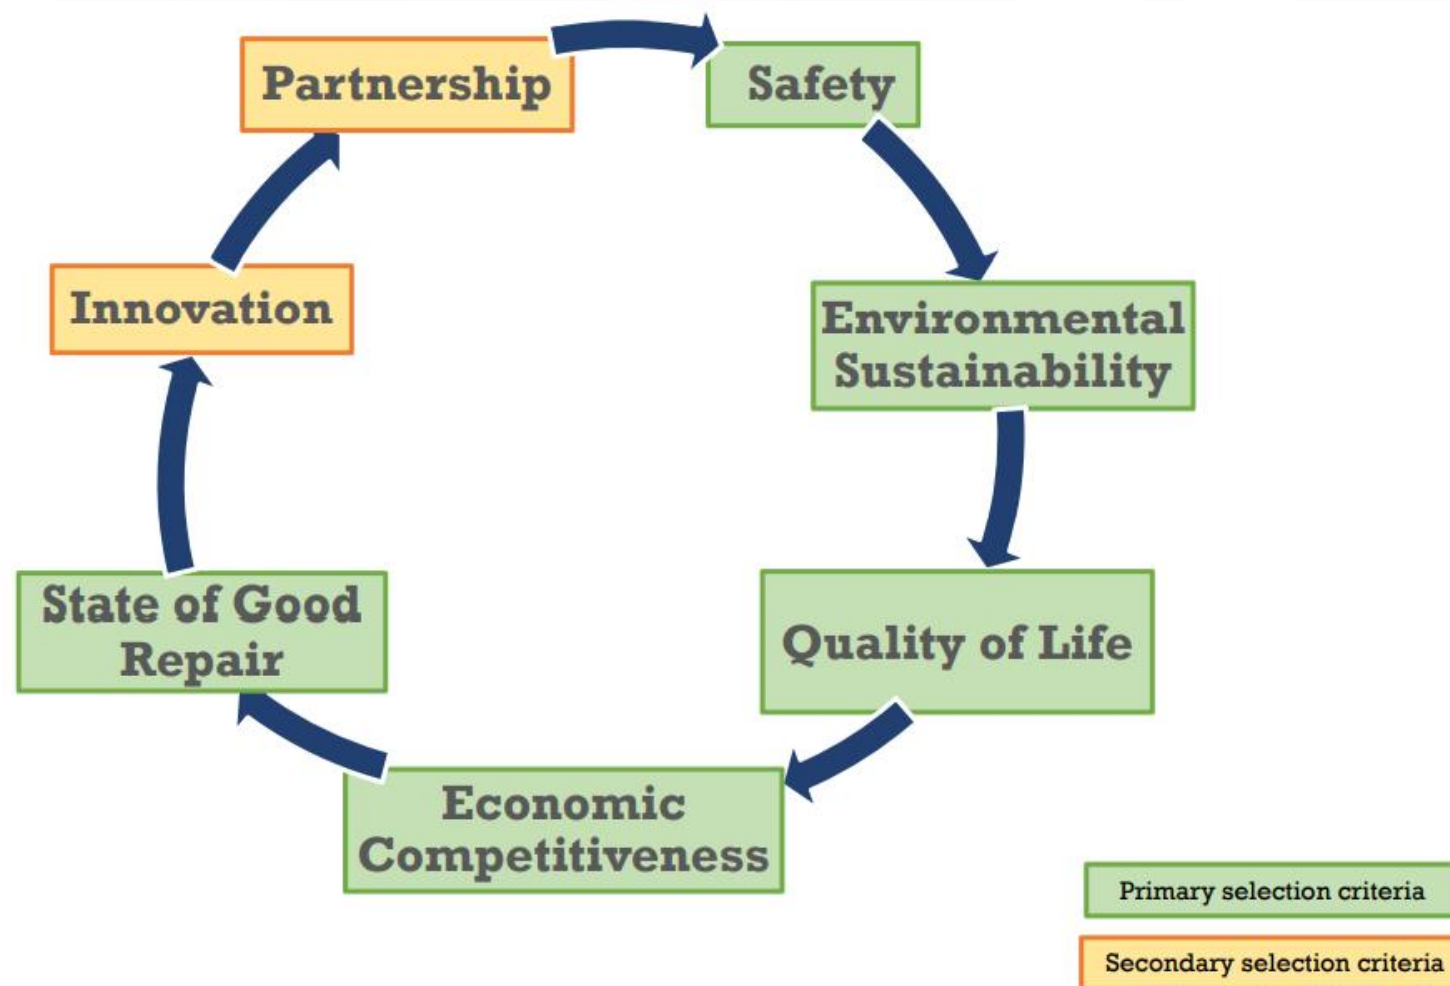 Partnership
Safety
Innovation
Environmental
Sustainability
State of Good
Repair
Quality of Life
Economic
Competitiveness
Primary selection criteria
Secondary selection criteria